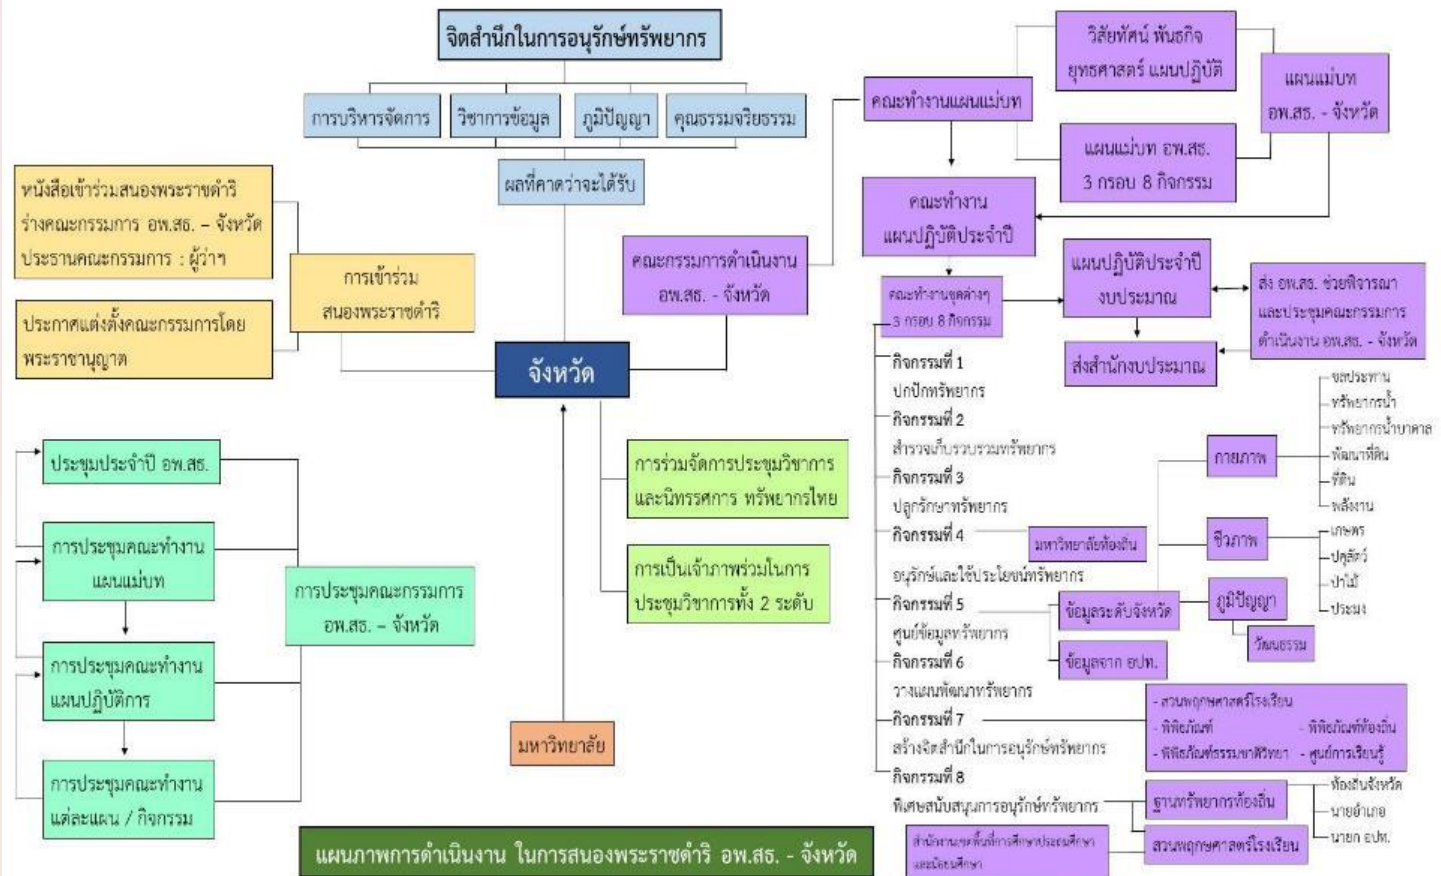 จิตสำนึกในการอนุรักษ์ทรัพยากร
การบริหารจัดการ
วิชาการข้อมูล
ภูมิปัญญา
คุณธรรมจริยธรรม
ผลที่คาดว่าจะได้รับ
หนังสือเข้าร่วมสนองพระราชดำริ
ร่างคณะกรรมการ อพ.สธ. – จังหวัด
ประธานคณะกรรมการ : ผู้ว่าฯ
ประกาศแต่งตั้งคณะกรรมการโดย
พระราชานุญาต
การเข้าร่วม
สนองพระราชดำริ
จังหวัด
คณะกรรมการดำเนินงาน
อพ.สธ. - จังหวัด
คณะทำงานแผนแม่บท
วิสัยทัศน์ พันธกิจ
ยุทธศาสตร์ แผนปฏิบัติ
แผนแม่บท อพ.สธ.
3 กรอบ 8 กิจกรรม
แผนแม่บท
อพ.สธ. - จังหวัด
คณะทำงาน
แผนปฏิบัติประจำปี
คณะทำงานชุดต่างๆ
3 กรอบ 8 กิจกรรม
แผนปฏิบัติประจำปี
งบประมาณ
ส่ง อพ.สธ. ช่วยพิจารณา
และประชุมคณะกรรมการ
ดำเนินงาน อพ.สธ. - จังหวัด
ส่งสำนักงบประมาณ
กิจกรรมที่ 1
ปกปักทรัพยากร
กิจกรรมที่ 2
สำรวจเก็บรวบรวมทรัพยากร
กิจกรรมที่ 3
ปลูกรักษาทรัพยากร
กิจกรรมที่ 4
มหาวิทยาลัยท้องถิ่น
อนุรักษ์และใช้ประโยชน์ทรัพยากร
กิจกรรมที่ 5
ศูนย์ข้อมูลทรัพยากร
ข้อมูลระดับจังหวัด
ข้อมูลจาก อปท.
กายภาพ
ชลประทาน
ทรัพยากรน้ำ
ทรัพยากรน้ำบาดาล
พัฒนาที่ดิน
ที่ดิน
พลังงาน
ชีวภาพ
เกษตร
ปศุสัตว์
ป่าไม้
ประมง
ภูมิปัญญา
วัฒนธรรม
กิจกรรมที่ 6
วางแผนพัฒนาทรัพยากร
กิจกรรมที่ 7
สร้างจิตสำนึกในการอนุรักษ์ทรัพยากร
- สวนพฤกษศาสตร์โรงเรียน
- พิพิธภัณฑ์ - พิพิธภัณฑ์ท้องถิ่น
- พิพิธภัณฑ์ธรรมชาติวิทยา - ศูนย์การเรียนรู้
กิจกรรมที่ 8
พิเศษสนับสนุนการอนุรักษ์ทรัพยากร
ฐานทรัพยากรท้องถิ่น
ท้องถิ่นจังหวัด
นายอำเภอ
นายก อปท.
สำนักงานเขตพื้นที่การศึกษาประถมศึกษา
และมัธยมศึกษา
สวนพฤกษศาสตร์โรงเรียน
การร่วมจัดการประชุมวิชาการ
และนิทรรศการ ทรัพยากรไทย
การเป็นเจ้าภาพร่วมในการ
ประชุมวิชาการทั้ง 2 ระดับ
มหาวิทยาลัย
ประชุมประจำปี อพ.สธ.
การประชุมคณะทำงาน
แผนแม่บท
การประชุมคณะทำงาน
แผนปฏิบัติการ
การประชุมคณะทำงาน
แต่ละแผน / กิจกรรม
การประชุมคณะกรรมการ
อพ.สธ. – จังหวัด
แผนภาพการดำเนินงาน ในการสนองพระราชดำริ อพ.สธ. - จังหวัด